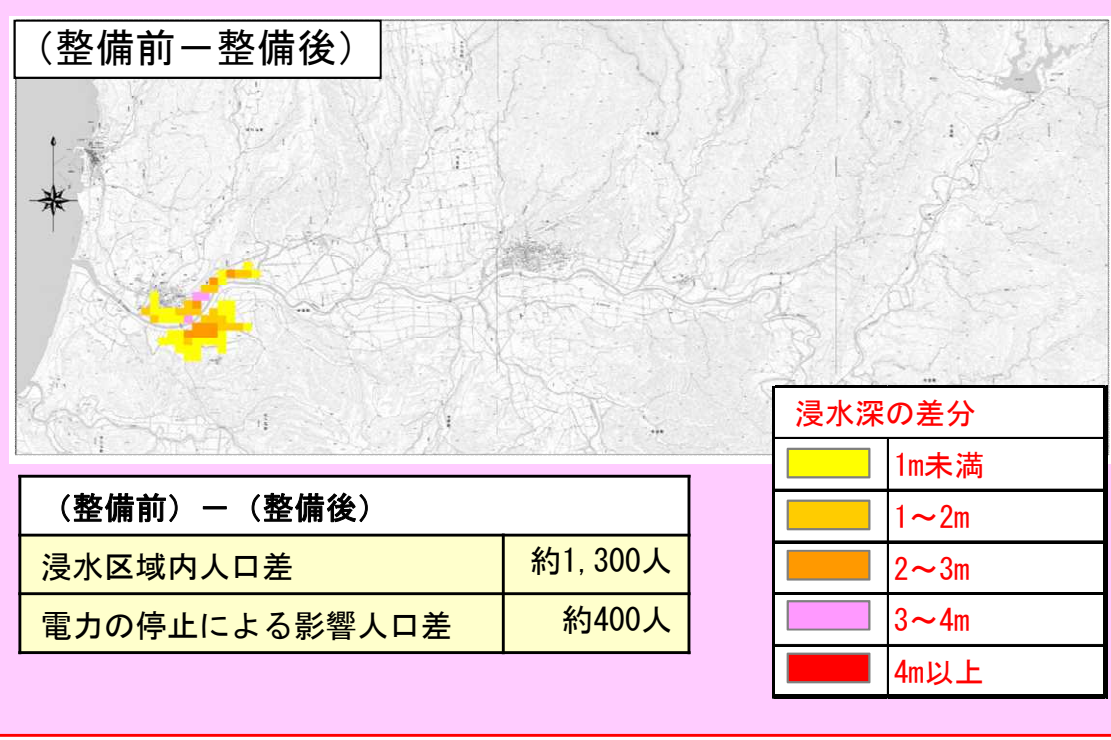 (整備前－整備後)
浸水深の差分
1m未満
1～2m
2～3m
3～4m
4m以上
(整備前) － (整備後)
浸水区域内人口差
約1,300人
電力の停止による影響人口差
約400人